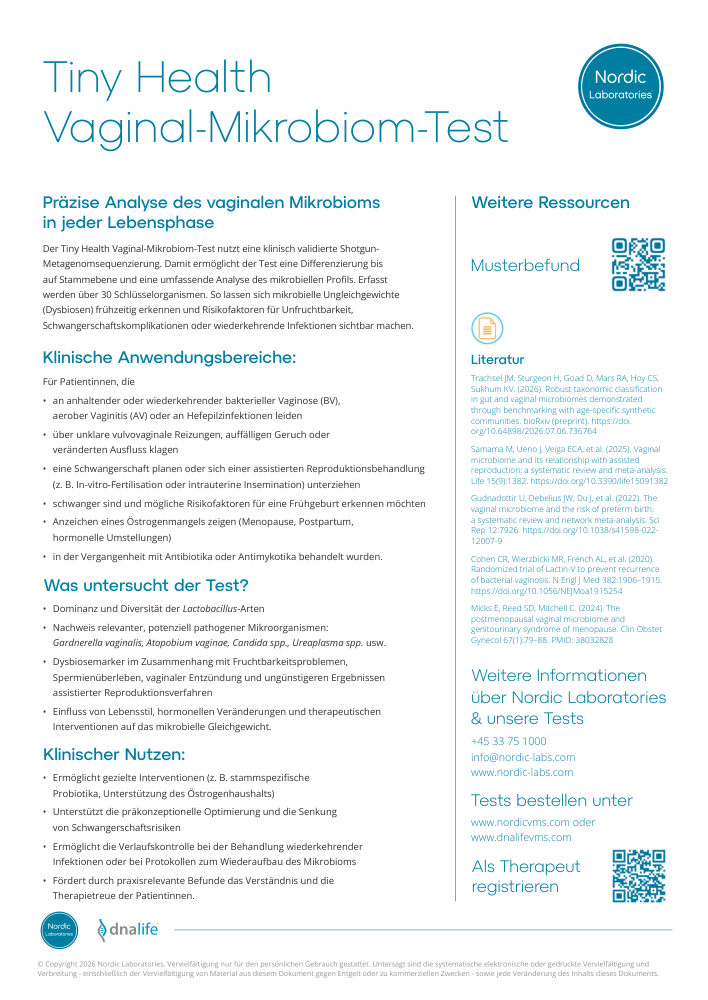 Tiny Health
Vaginal-Mikrobiom-Test
Nordic
Laboratories
Präzise Analyse des vaginalen Mikrobioms
in jeder Lebensphase
Der Tiny Health Vaginal-Mikrobiom-Test nutzt eine klinisch validierte Shotgun-
Metagenomsequenzierung. Damit ermöglicht der Test eine Differenzierung bis
auf Stammebene und eine umfassende Analyse des mikrobiellen Profils. Erfasst
werden über 30 Schlüsselorganismen. So lassen sich mikrobielle Ungleichgewichte
(Dysbiosen) frühzeitig erkennen und Risikofaktoren für Unfruchtbarkeit,
Schwangerschaftskomplikationen oder wiederkehrende Infektionen sichtbar machen.
Klinische Anwendungsbereiche:
Für Patientinnen, die
• an anhaltender oder wiederkehrender bakterieller Vaginose (BV),
aerober Vaginitis (AV) oder an Hefepilzinfektionen leiden
• über unklare vulvovaginale Reizungen, auffälligen Geruch oder
veränderten Ausfluss klagen
• eine Schwangerschaft planen oder sich einer assistierten Reproduktionsbehandlung
(z. B. In-vitro-Fertilisation oder intrauterine Insemination) unterziehen
• schwanger sind und mögliche Risikofaktoren für eine Frühgeburt erkennen möchten
• Anzeichen eines Östrogenmangels zeigen (Menopause, Postpartum,
hormonelle Umstellungen)
• in der Vergangenheit mit Antibiotika oder Antimykotika behandelt wurden.
Was untersucht der Test?
• Dominanz und Diversität der Lactobacillus-Arten
• Nachweis relevanter, potenziell pathogener Mikroorganismen:
Gardnerella vaginalis, Atopobium vaginae, Candida spp., Ureaplasma spp. usw.
• Dysbiosemarker im Zusammenhang mit Fruchtbarkeitsproblemen,
Spermienüberleben, vaginaler Entzündung und ungünstigeren Ergebnissen
assistierter Reproduktionsverfahren
• Einfluss von Lebensstil, hormonellen Veränderungen und therapeutischen
Interventionen auf das mikrobielle Gleichgewicht.
Klinischer Nutzen:
• Ermöglicht gezielte Interventionen (z. B. stammspezifische
Probiotika, Unterstützung des Östrogenhaushalts)
• Unterstützt die präkonzeptionelle Optimierung und die Senkung
von Schwangerschaftsrisiken
• Ermöglicht die Verlaufskontrolle bei der Behandlung wiederkehrender
Infektionen oder bei Protokollen zum Wiederaufbau des Mikrobioms
• Fördert durch praxisrelevante Befunde das Verständnis und die
Therapietreue der Patientinnen.
Weitere Ressourcen
Musterbefund
Literatur
Trachsel JM, Sturgeon H, Goad D, Mars RA, Hoy CS,
Sukhum KV. (2026). Robust taxonomic classification
in gut and vaginal microbiomes demonstrated
through benchmarking with age-specific synthetic
communities. bioRxiv (preprint). https://doi.
org/10.64898/2026.07.06.736764
Samama M, Ueno J, Veiga ECA, et al. (2025). Vaginal
microbiome and its relationship with assisted
reproduction: a systematic review and meta-analysis.
Life 15(9):1382. https://doi.org/10.3390/life15091382
Gudnadottir U, Debelius JW, Du J, et al. (2022). The
vaginal microbiome and the risk of preterm birth:
a systematic review and network meta-analysis. Sci
Rep 12:7926. https://doi.org/10.1038/s41598-022-
12007-9
Cohen CR, Wierzbicki MR, French AL, et al. (2020).
Randomized trial of Lactin-V to prevent recurrence
of bacterial vaginosis. N Engl J Med 382:1906–1915.
https://doi.org/10.1056/NEJMoa1915254
Micks E, Reed SD, Mitchell C. (2024). The
postmenopausal vaginal microbiome and
genitourinary syndrome of menopause. Clin Obstet
Gynecol 67(1):79–88. PMID: 38032828
Weitere Informationen
über Nordic Laboratories
& unsere Tests
+45 33 75 1000
info@nordic-labs.com
www.nordic-labs.com
Tests bestellen unter
www.nordicvms.com oder
www.dnalifevms.com
Als Therapeut
registrieren
Nordic
Laboratories
dnalife
© Copyright 2026 Nordic Laboratories. Vervielfältigung nur für den persönlichen Gebrauch gestattet. Untersagt sind die systematische elektronische oder gedruckte Vervielfältigung und
Verbreitung - einschließlich der Vervielfältigung von Material aus diesem Dokument gegen Entgelt oder zu kommerziellen Zwecken - sowie jede Veränderung des Inhalts dieses Dokuments.